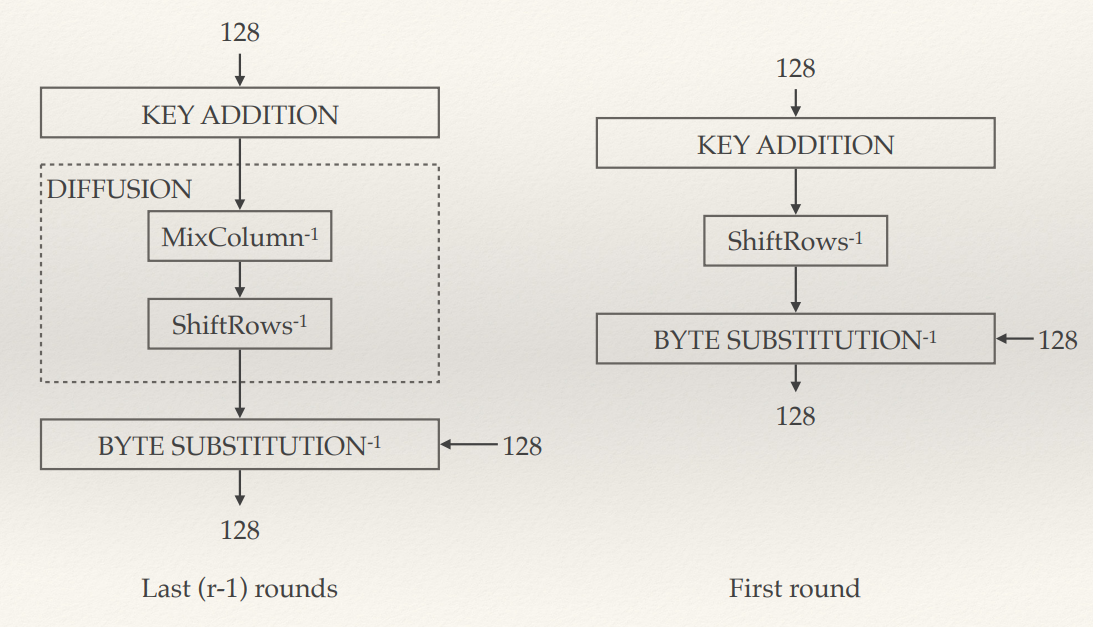 128
KEY ADDITION
DIFFUSION
MixColumn-1
ShiftRows-1
BYTE SUBSTITUTION-1
128
128
Last (r-1) rounds
128
KEY ADDITION
ShiftRows-1
BYTE SUBSTITUTION-1
128
128
First round